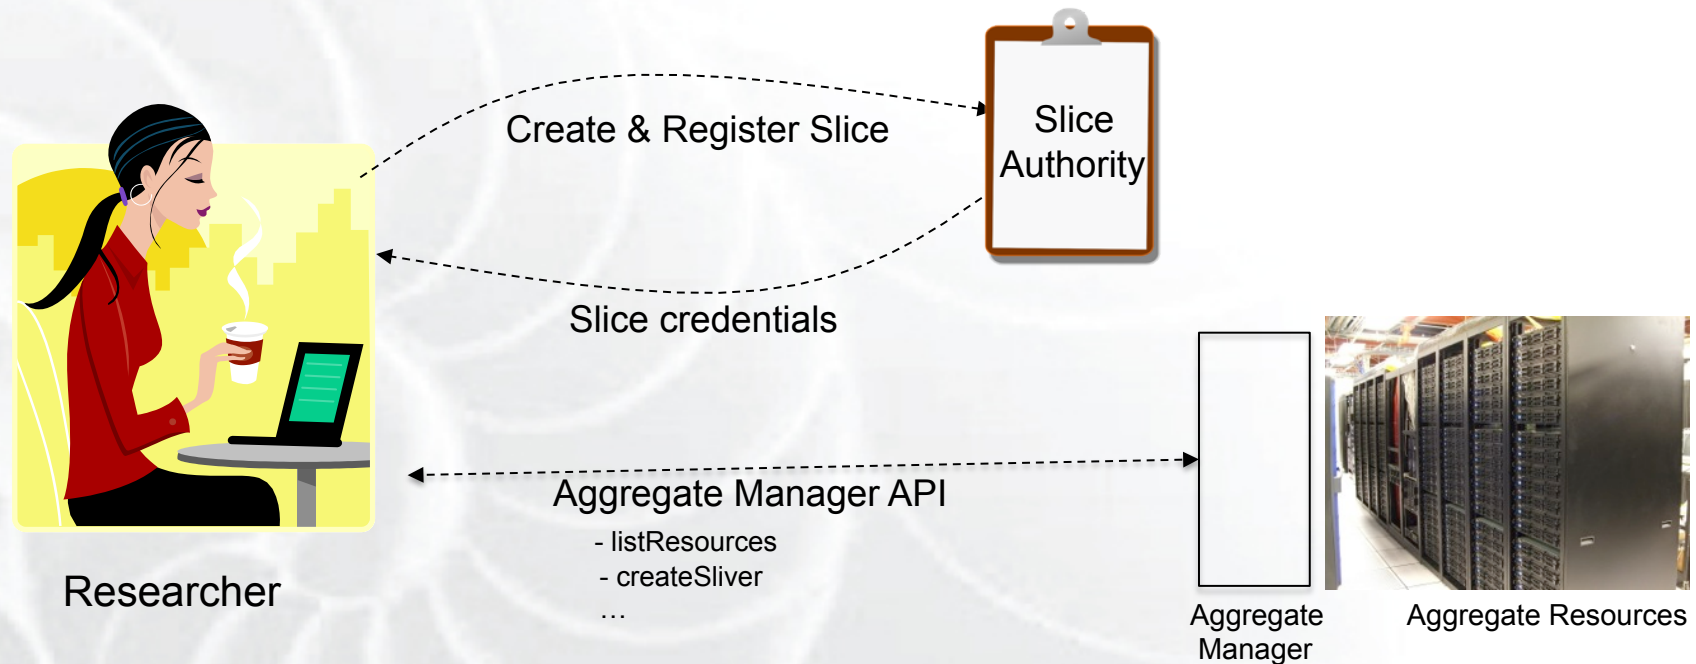 Create & Register Slice
Slice
Authority
Slice credentials
Aggregate Manager API
- listResources
- createSliver
...
Researcher
Aggregate
Manager
Aggregate Resources